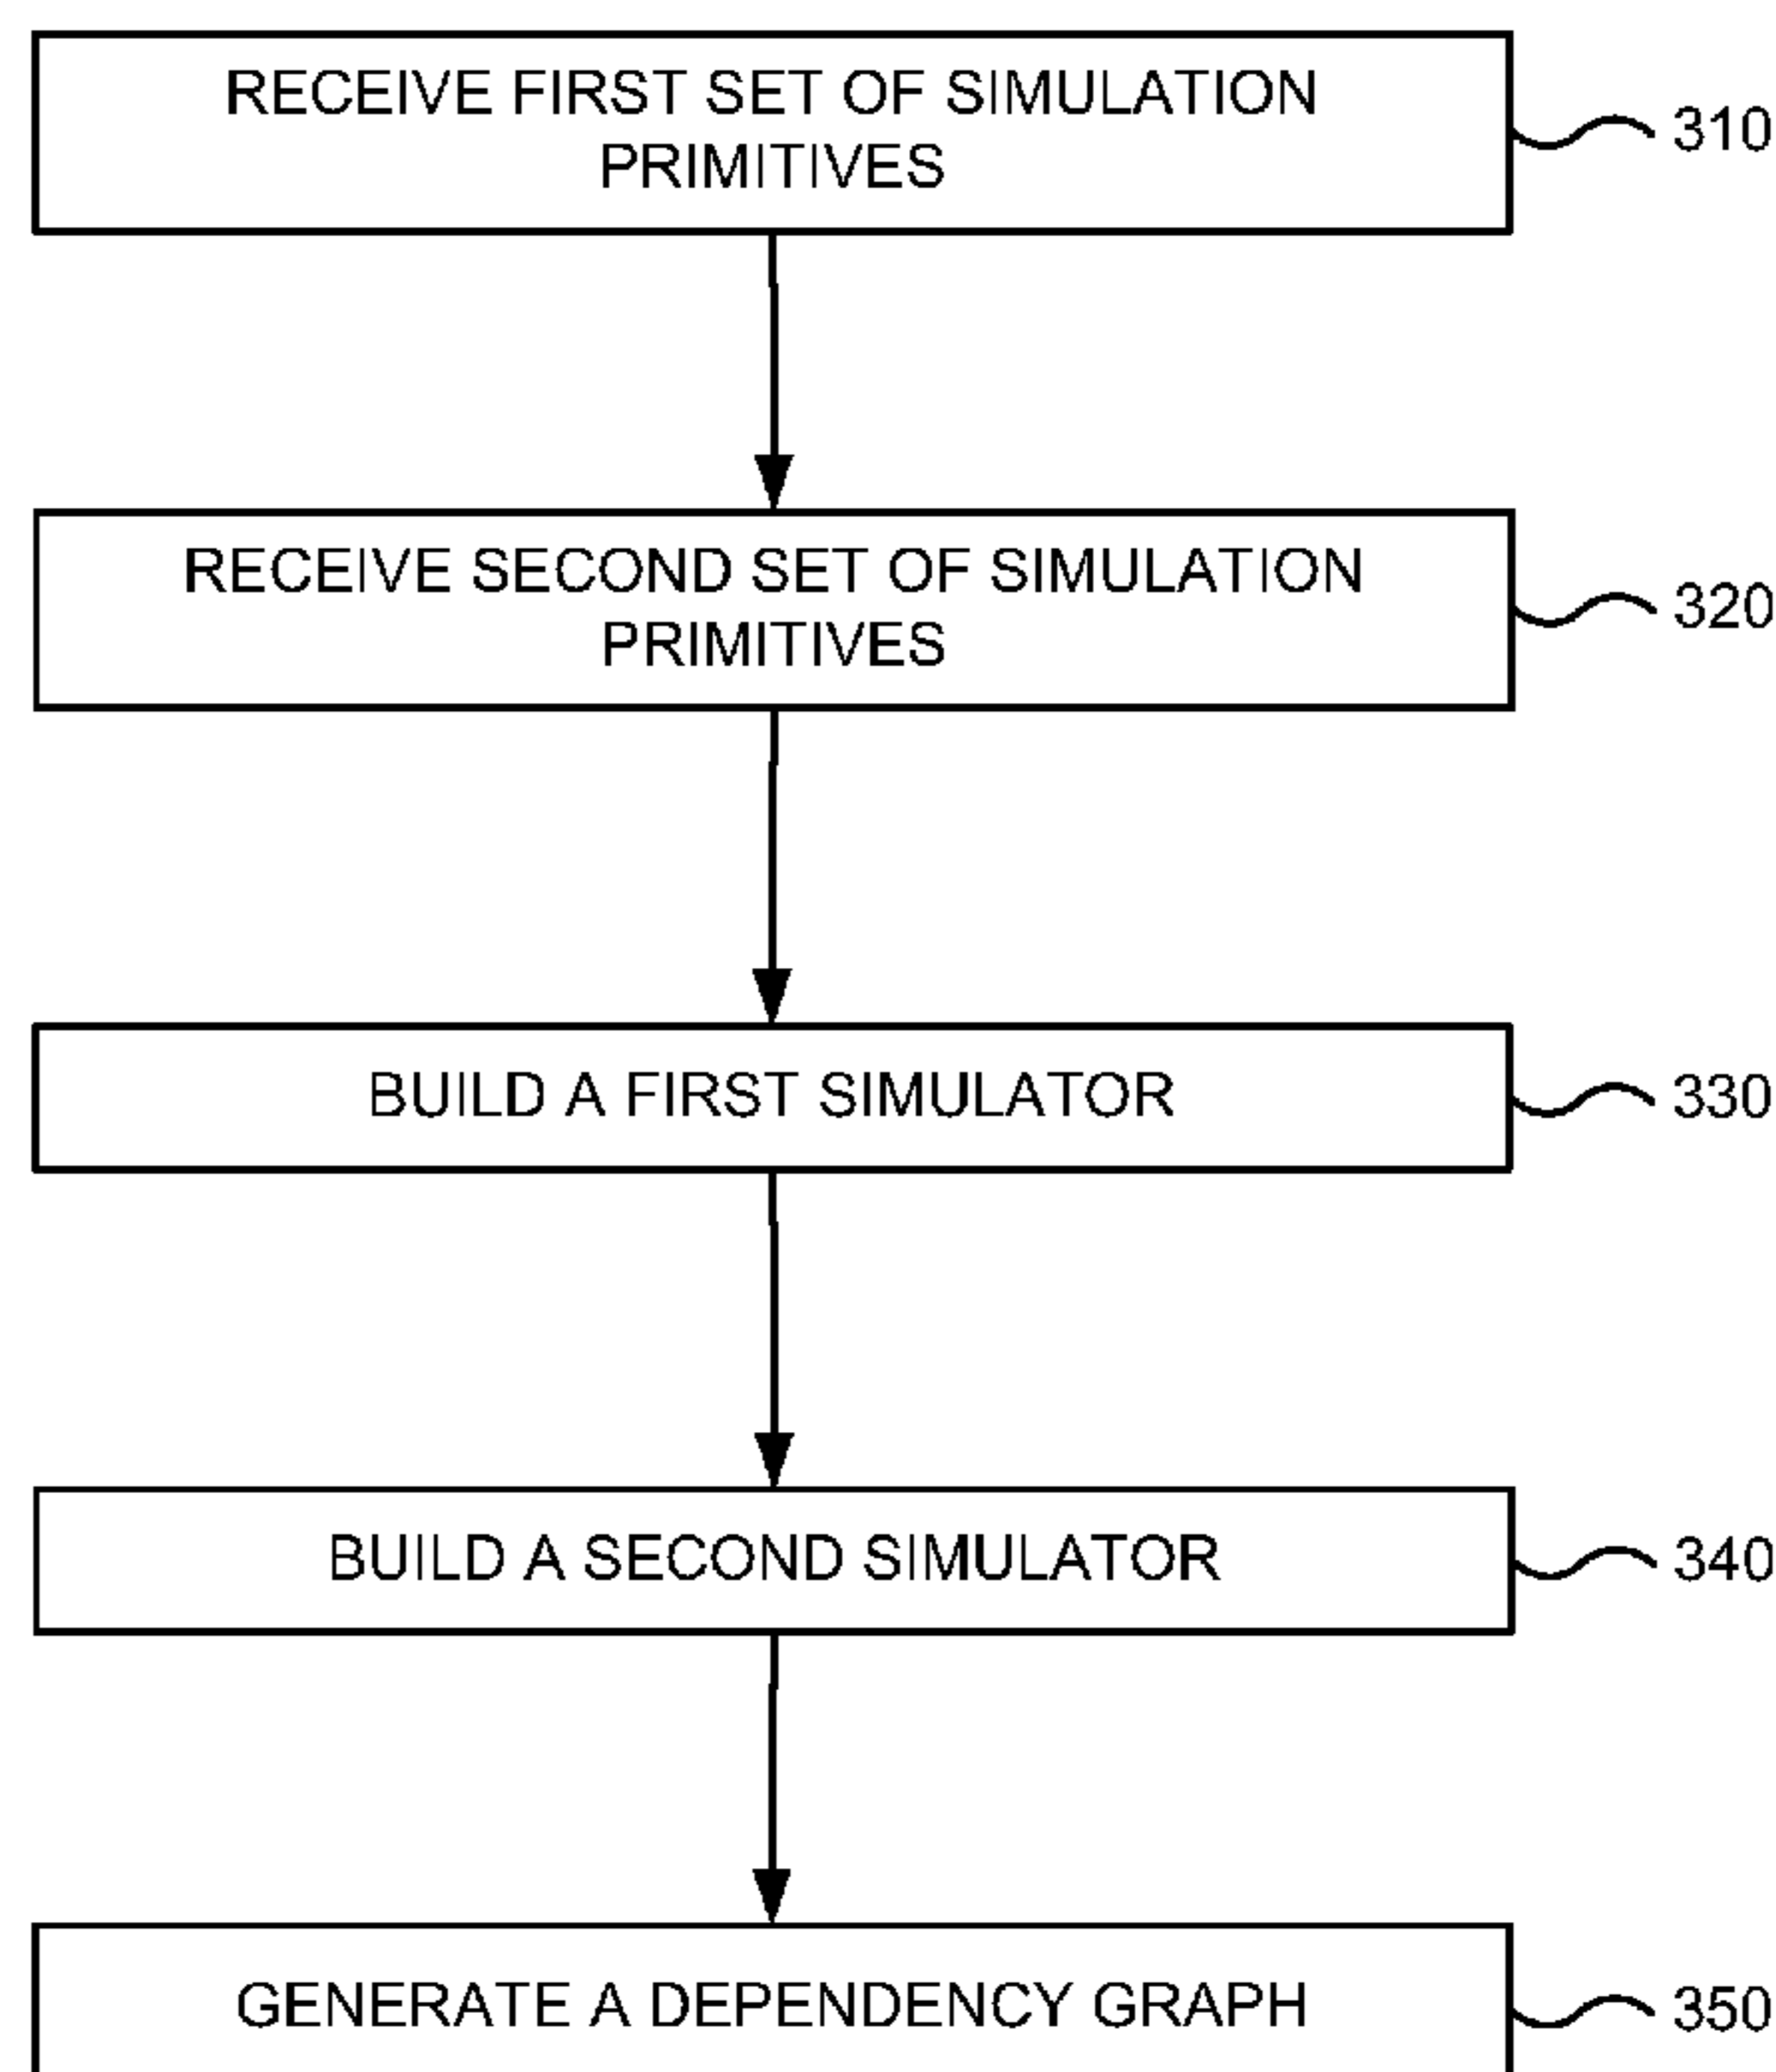 RECEIVE FIRST SET OF SIMULATION
PRIMITIVES
310
RECEIVE SECOND SET OF SIMULATION
PRIMITIVES
320
BUILD A FIRST SIMULATOR
330
BUILD A SECOND SIMULATOR
340
GENERATE A DEPENDENCY GRAPH
350